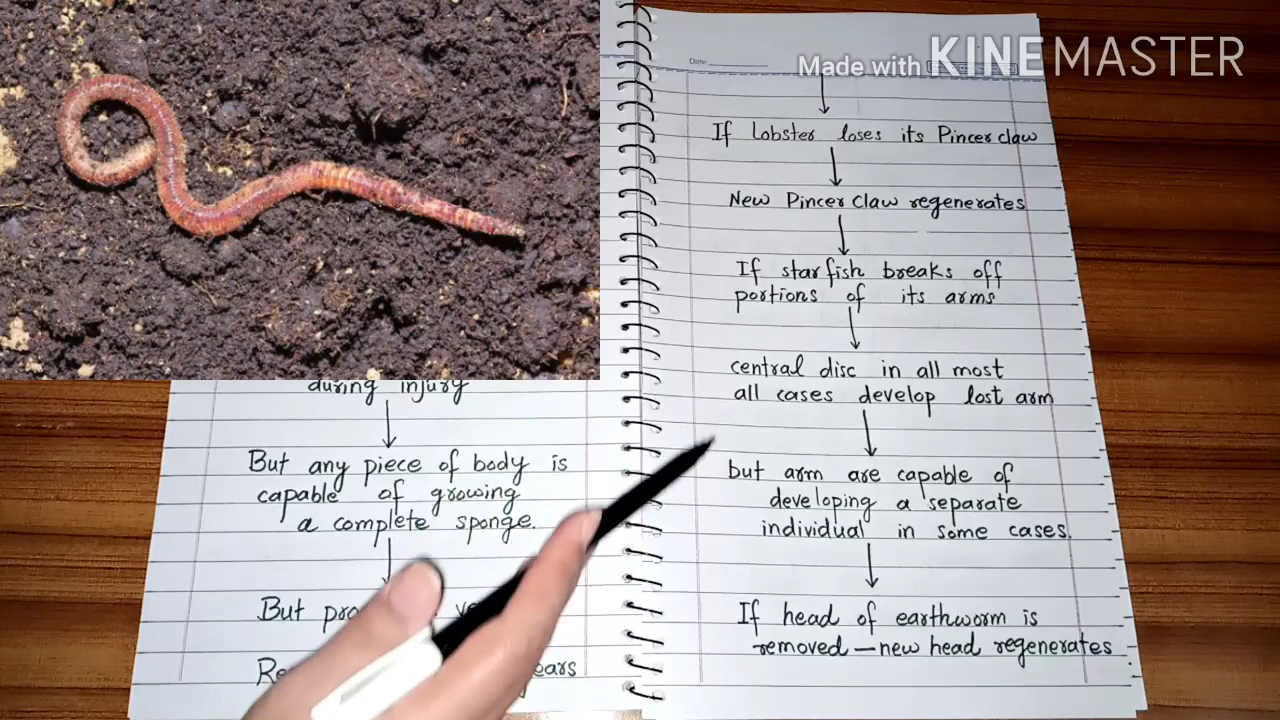 during injury
But any piece of body is
capable of growing
a complete sponge.
But
Date
Made with KINEMASTER
If Lobster loses its Pincer claw
New Pincer claw regenerates
If starfish breaks off
portions of its arms
central disc in all most
all cases develop lost arm
but arm are capable of
developing a separate
individual in some cases.
If head of earthworm is
removed — new head regenerates